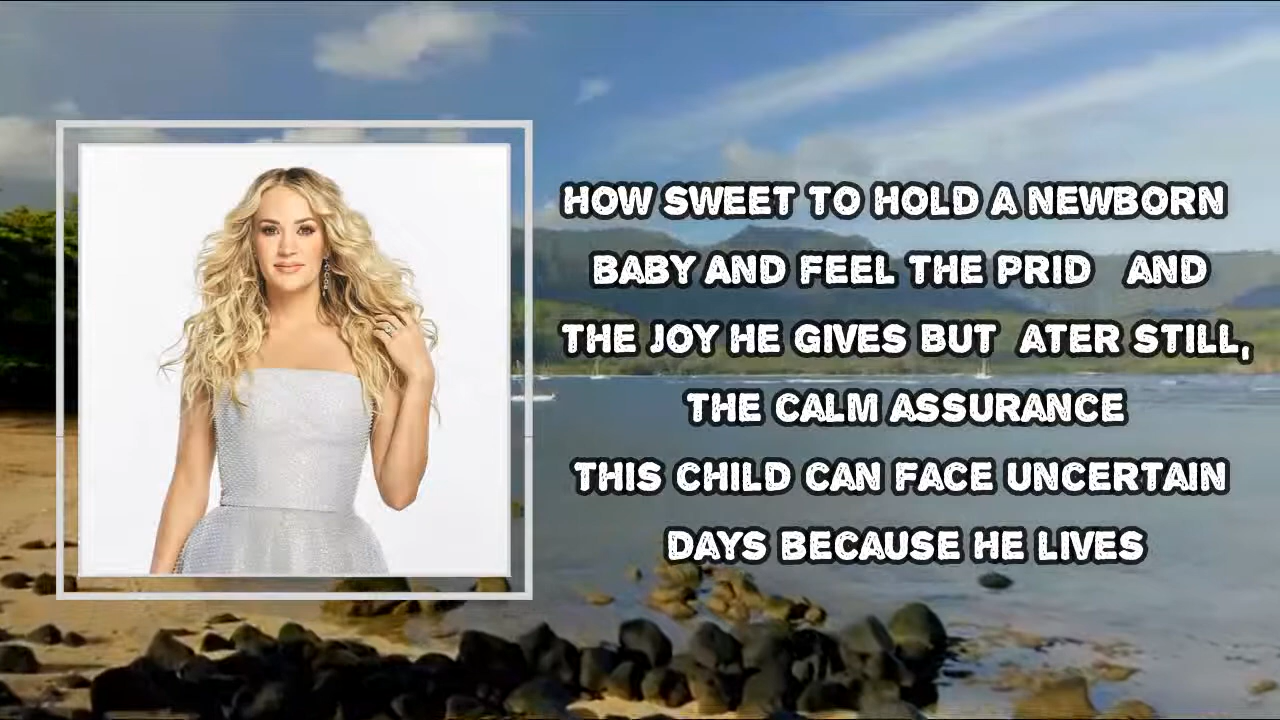 HOW SWEET TO HOLD A NEWBORN
BABY AND FEEL THE PRID AND
THE JOY HE GIVES BUT ATER STILL,
THE CALM ASSURANCE
THIS CHILD CAN FACE UNCERTAIN
DAYS BECAUSE HE LIVES